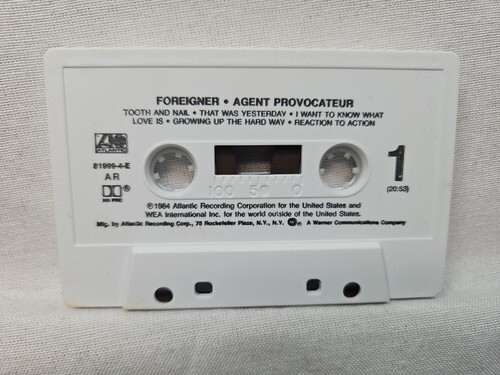 FOREIGNER • AGENT PROVOCATEUR
TOOTH AND NAIL • THAT WAS YESTERDAY • I WANT TO KNOW WHAT
LOVE IS • GROWING UP THE HARD WAY • REACTION TO ACTION
ATLANTIC
81999-4-E
AR
1
(20:53)
100 50 0
℗1984 Atlantic Recording Corporation for the United States and
WEA International Inc. for the world outside of the United States.
Mfg. by Atlantic Recording Corp., 75 Rockefeller Plaza, N.Y., N.Y. A Warner Communications Company